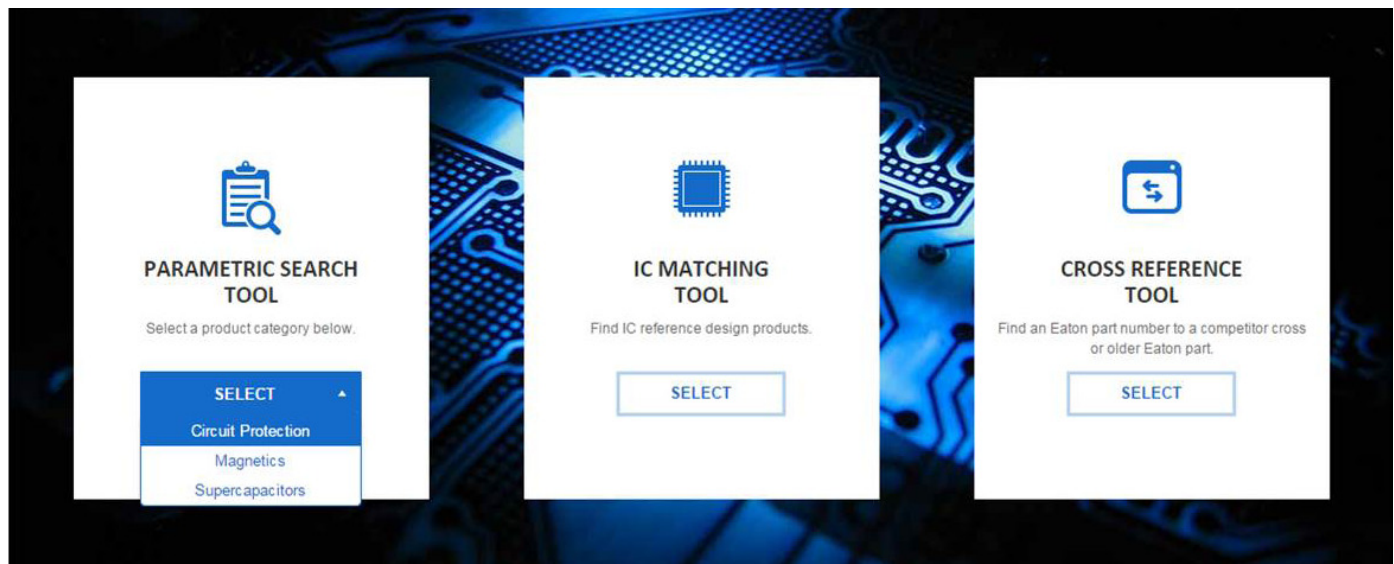 PARAMETRIC SEARCH
TOOL
Select a product category below.
SELECT
Circuit Protection
Magnetics
Supercapacitors
IC MATCHING
TOOL
Find IC reference design products.
SELECT
CROSS REFERENCE
TOOL
Find an Eaton part number to a competitor cross
or older Eaton part.
SELECT